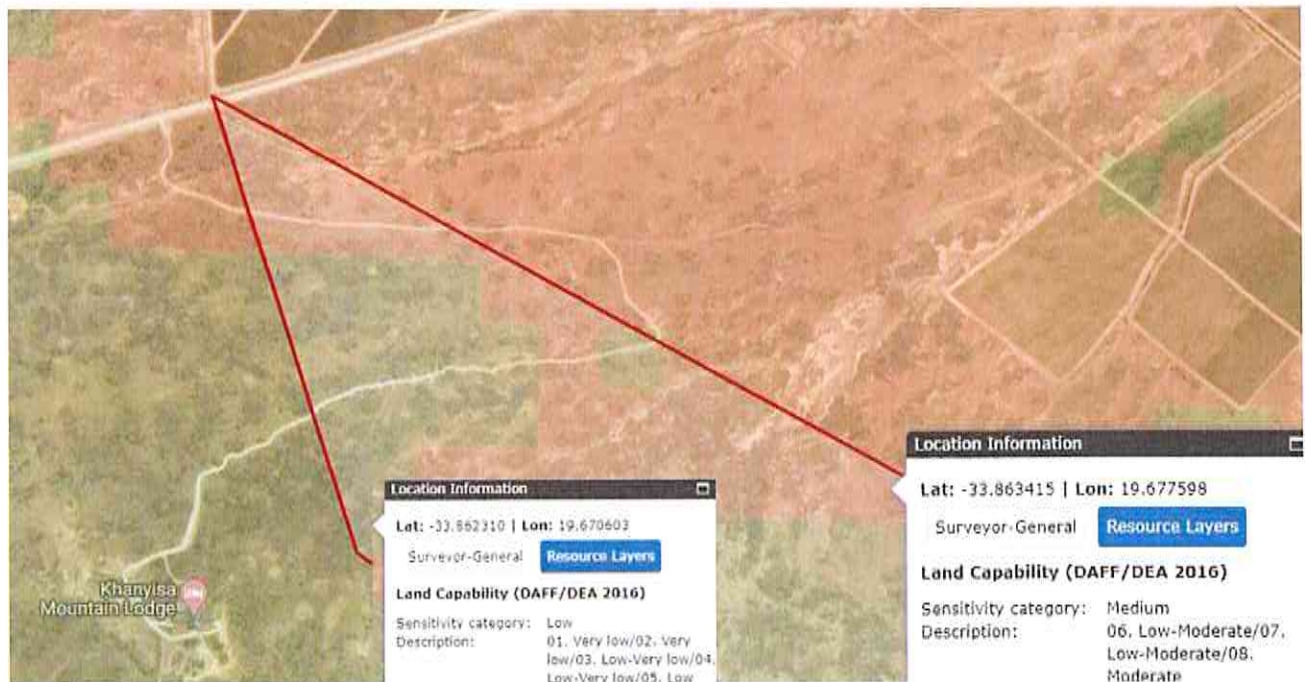 Khanyisa
Mountain Lodge
Location Information
Lat: -33.862310 | Lon: 19.670603
Surveyor-General Resource Layers
Land Capability (DAFF/DEA 2016)
Sensitivity category: Low
Description: 01. Very low/02. Very
low/03. Low-Very low/04.
Low-Very low/05. Low
Location Information
Lat: -33.863415 | Lon: 19.677598
Surveyor-General Resource Layers
Land Capability (DAFF/DEA 2016)
Sensitivity category: Medium
Description: 06. Low-Moderate/07.
Low-Moderate/08.
Moderate